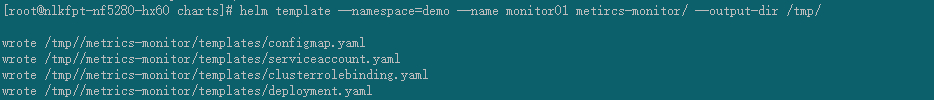 [root@nlkfpt-nf5280-hx60 charts]# helm template --namespace=demo --name monitor01 metircs-monitor/ --output-dir /tmp/
wrote /tmp//metrics-monitor/templates/configmap.yaml
wrote /tmp//metrics-monitor/templates/serviceaccount.yaml
wrote /tmp//metrics-monitor/templates/clusterrolebinding.yaml
wrote /tmp//metrics-monitor/templates/deployment.yaml